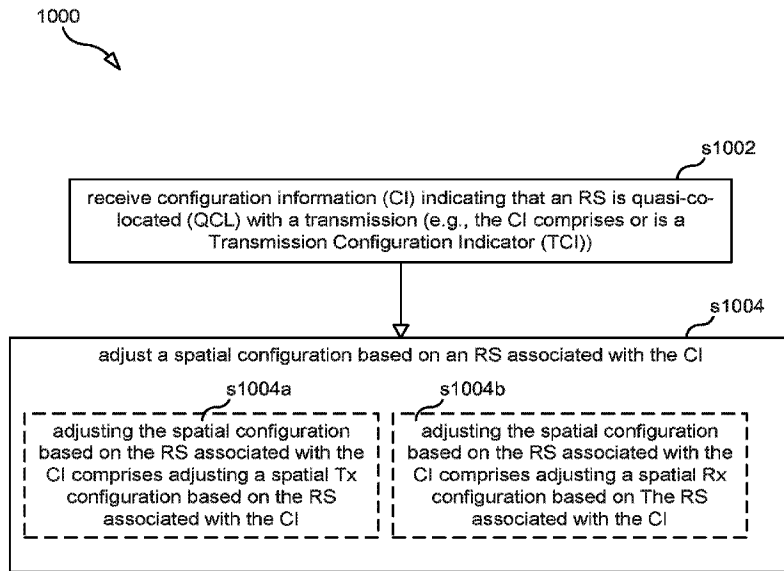 1000
s1002
receive configuration information (CI) indicating that an RS is quasi-co-
located (QCL) with a transmission (e.g., the CI comprises or is a
Transmission Configuration Indicator (TCI))
s1004
adjust a spatial configuration based on an RS associated with the CI
s1004a
adjusting the spatial configuration
based on the RS associated with the
CI comprises adjusting a spatial Tx
configuration based on the RS
associated with the CI
s1004b
adjusting the spatial configuration
based on the RS associated with the
CI comprises adjusting a spatial Rx
configuration based on The RS
associated with the CI